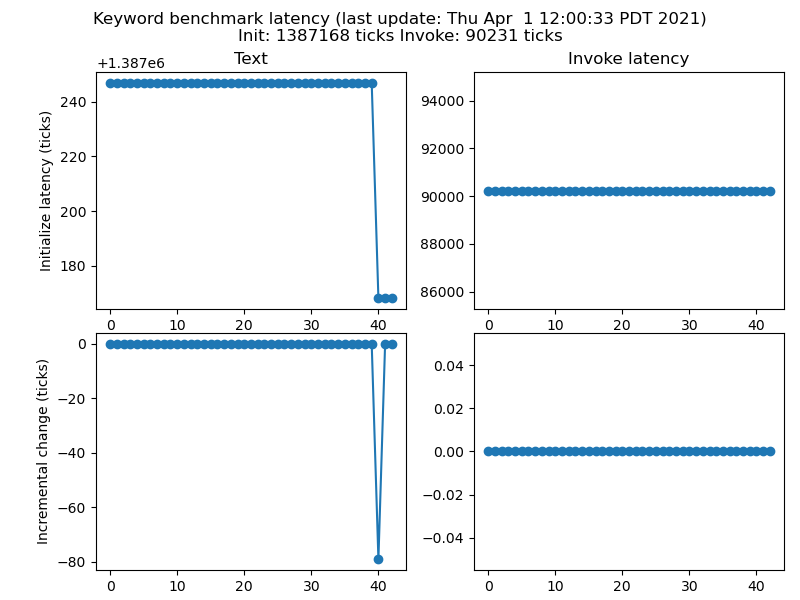 Keyword benchmark latency (last update: Thu Apr  1 12:00:33 PDT 2021)
Init: 1387168 ticks Invoke: 90231 ticks
Text
+1.387e6
240
220
200
180
Initialize latency (ticks)
0 10 20 30 40
Invoke latency
94000
92000
90000
88000
86000
0 10 20 30 40
0
−20
−40
−60
−80
Incremental change (ticks)
0 10 20 30 40
0.04
0.02
0.00
−0.02
−0.04
0 10 20 30 40